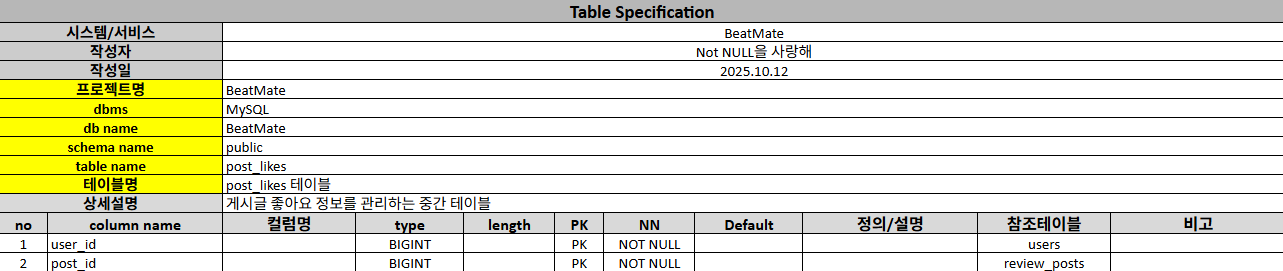 Table Specification
시스템/서비스 BeatMate
작성자 Not NULL을 사랑해
작성일 2025.10.12
프로젝트명 BeatMate
dbms MySQL
db name BeatMate
schema name public
table name post_likes
테이블명 post_likes 테이블
상세설명 게시글 좋아요 정보를 관리하는 중간 테이블
no column name 컬럼명 type length PK NN Default 정의/설명 참조테이블 비고
1 user_id BIGINT PK NOT NULL users
2 post_id BIGINT PK NOT NULL review_posts